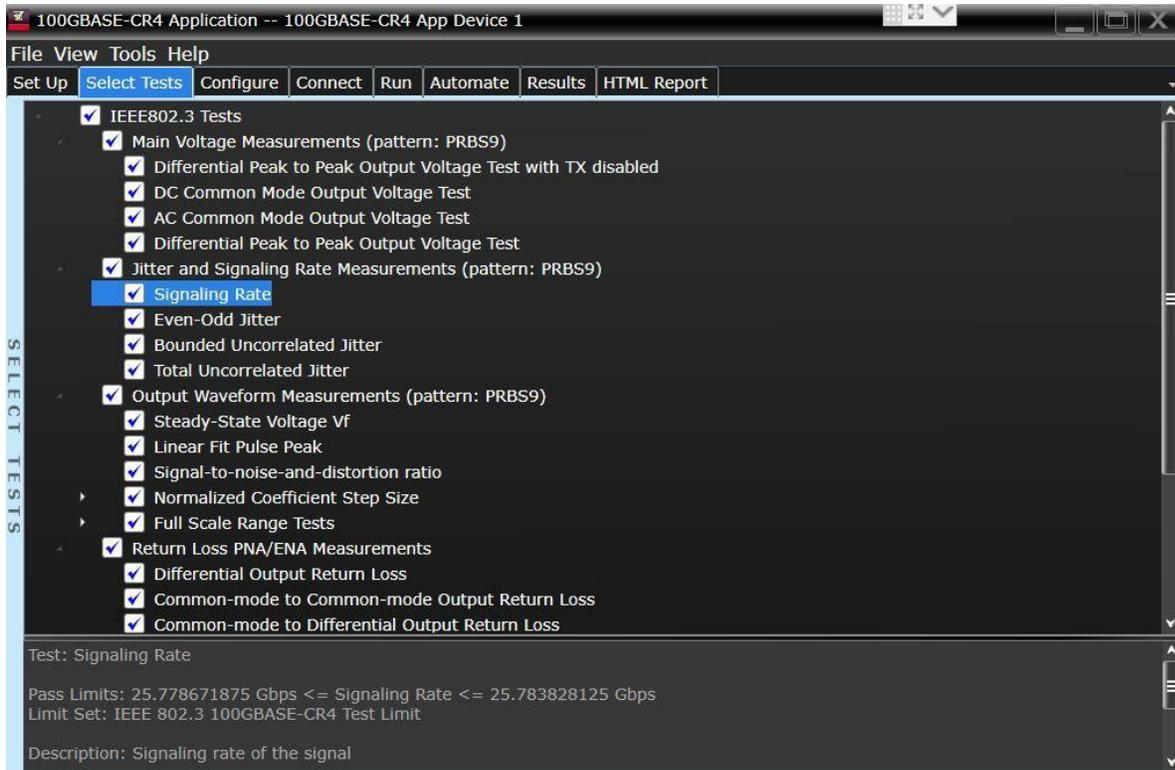 100GBASE-CR4 Application -- 100GBASE-CR4 App Device 1
File View Tools Help
Set Up Select Tests Configure Connect Run Automate Results HTML Report
SELECT TESTS
IEEE802.3 Tests
Main Voltage Measurements (pattern: PRBS9)
Differential Peak to Peak Output Voltage Test with TX disabled
DC Common Mode Output Voltage Test
AC Common Mode Output Voltage Test
Differential Peak to Peak Output Voltage Test
Jitter and Signaling Rate Measurements (pattern: PRBS9)
Signaling Rate
Even-Odd Jitter
Bounded Uncorrelated Jitter
Total Uncorrelated Jitter
Output Waveform Measurements (pattern: PRBS9)
Steady-State Voltage Vf
Linear Fit Pulse Peak
Signal-to-noise-and-distortion ratio
Normalized Coefficient Step Size
Full Scale Range Tests
Return Loss PNA/ENA Measurements
Differential Output Return Loss
Common-mode to Common-mode Output Return Loss
Common-mode to Differential Output Return Loss
Test: Signaling Rate
Pass Limits: 25.778671875 Gbps <= Signaling Rate <= 25.783828125 Gbps
Limit Set: IEEE 802.3 100GBASE-CR4 Test Limit
Description: Signaling rate of the signal